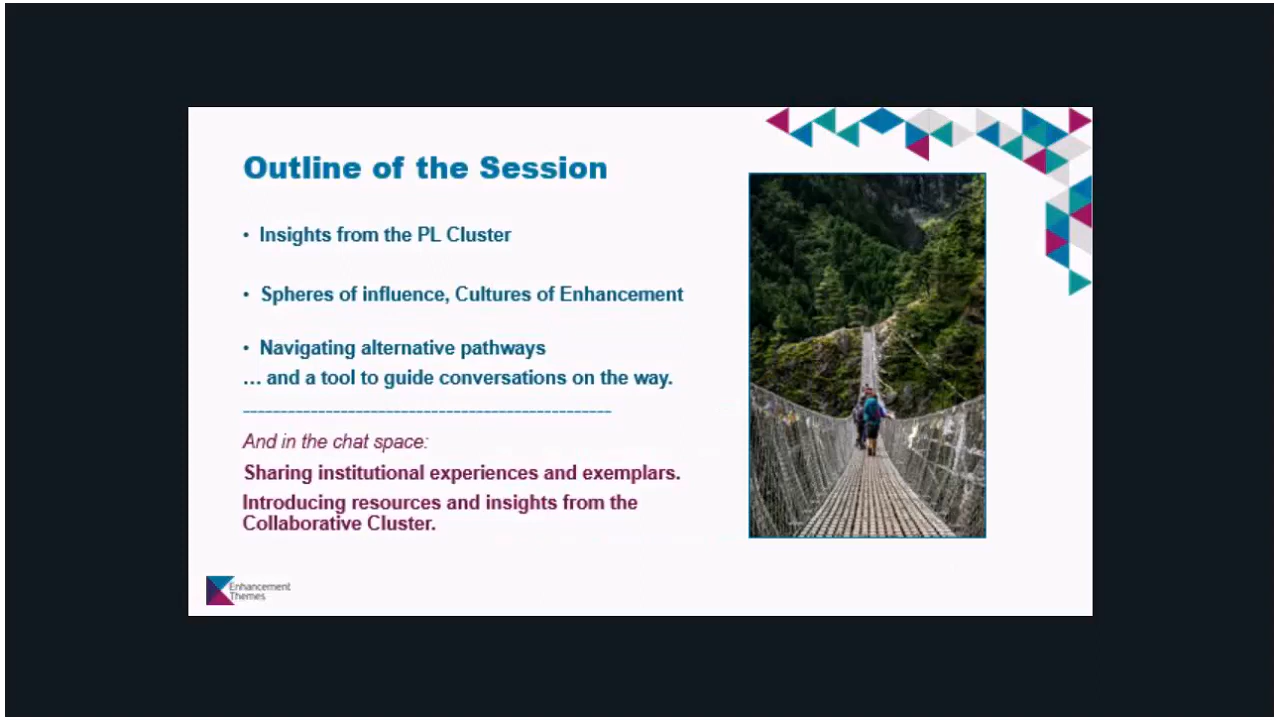 Outline of the Session
• Insights from the PL Cluster
• Spheres of influence, Cultures of Enhancement
• Navigating alternative pathways
… and a tool to guide conversations on the way.
-------------------------------------------------
And in the chat space:
Sharing institutional experiences and exemplars.
Introducing resources and insights from the
Collaborative Cluster.
Enhancement
Themes